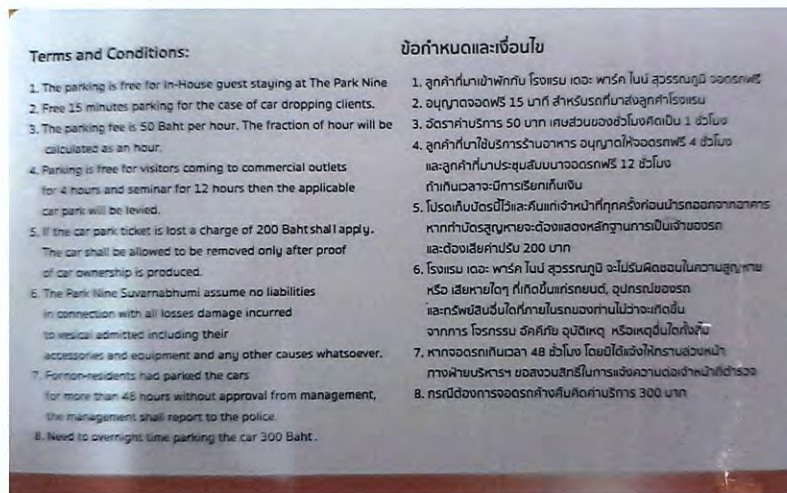 Terms and Conditions:
1. The parking is free for In-House guest staying at The Park Nine
2. Free 15 minutes parking for the case of car dropping clients.
3. The parking fee is 50 Baht per hour. The fraction of hour will be
calculated as an hour.
4. Parking is free for visitors coming to commercial outlets
for 4 hours and seminar for 12 hours then the applicable
car park will be levied.
5. If the car park ticket is lost a charge of 200 Baht shall apply.
The car shall be allowed to be removed only after proof
of car ownership is produced.
6. The Park Nine Suvarnabhumi assume no liabilities
in connection with all losses damage incurred
to vesical admitted including their
accessories and equipment and any other causes whatsoever.
7. Fornon-residents had parked the cars
for more than 48 hours without approval from management,
the management shall report to the police.
8. Need to overnight time parking the car 300 Baht.
ข้อกำหนดและเงื่อนไข
1. ลูกค้าที่มาเข้าพักกับ โรงแรม เดอะ พาร์ค ไนน์ สุวรรณภูมิ จอดรถฟรี
2. อนุญาตจอดฟรี 15 นาที สำหรับรถที่มาส่งลูกค้าโรงแรม
3. อัตราค่าบริการ 50 บาท เศษส่วนของชั่วโมงคิดเป็น 1 ชั่วโมง
4. ลูกค้าที่มาใช้บริการร้านอาหาร อนุญาตให้จอดรถฟรี 4 ชั่วโมง
และลูกค้าที่มาประชุมสัมมนาจอดรถฟรี 12 ชั่วโมง
ถ้าเกินเวลาจะมีการเรียกเก็บเงิน
5. โปรดเก็บบัตรนี้ไว้และคืนแก่เจ้าหน้าที่ทุกครั้งก่อนนำรถออกจากอาคาร
หากทำบัตรสูญหายจะต้องแสดงหลักฐานการเป็นเจ้าของรถ
และต้องเสียค่าปรับ 200 บาท
6. โรงแรม เดอะ พาร์ค ไนน์ สุวรรณภูมิ จะไม่รับผิดชอบในความสูญหาย
หรือ เสียหายใดๆ ที่เกิดขึ้นแก่รถยนต์, อุปกรณ์ของรถ
และทรัพย์สินอื่นใดที่ภายในรถของท่านไม่ว่าจะเกิดขึ้น
จากการ โจรกรรม อัคคีภัย อุบัติเหตุ หรือเหตุอื่นใดทั้งสิ้น
7. หากจอดรถเกินเวลา 48 ชั่วโมง โดยมิได้แจ้งให้ทราบล่วงหน้า
ทางฝ่ายบริหารฯ ขอสงวนสิทธิ์ในการแจ้งความต่อเจ้าหน้าที่ตำรวจ
8. กรณีต้องการจอดรถค้างคืนคิดค่าบริการ 300 บาท